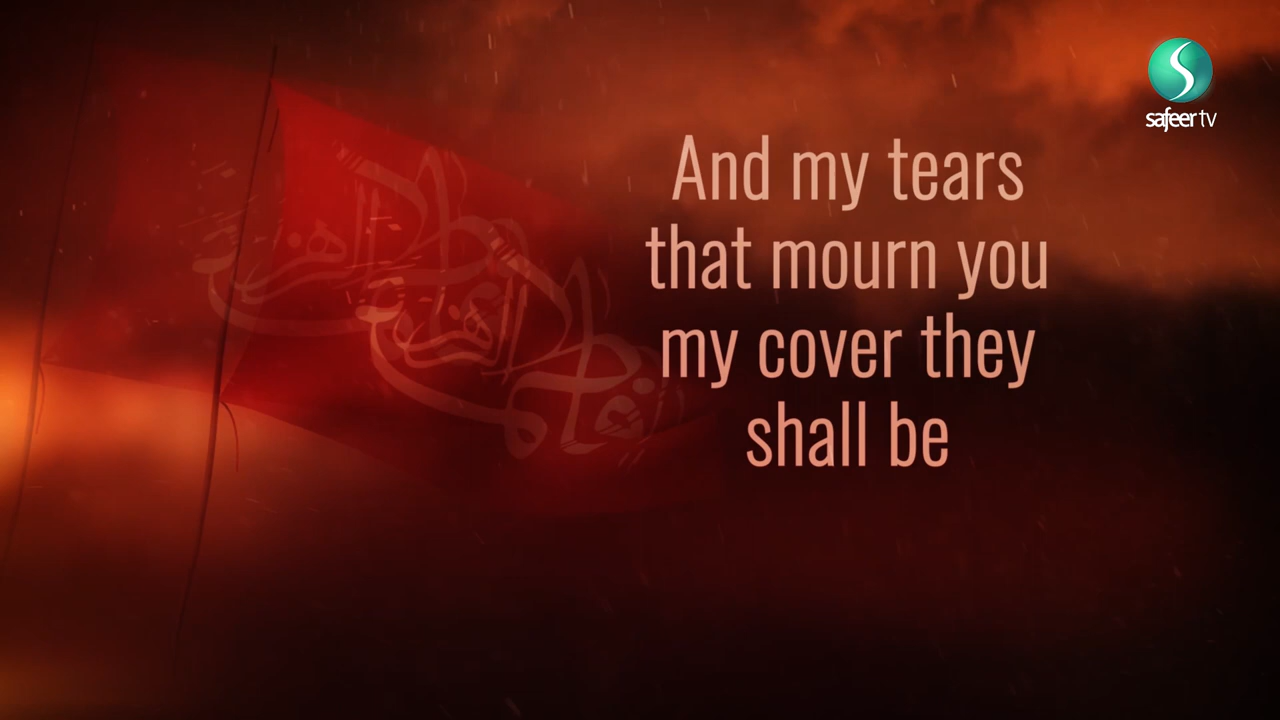 safeer tv
And my tears
that mourn you
my cover they
shall be